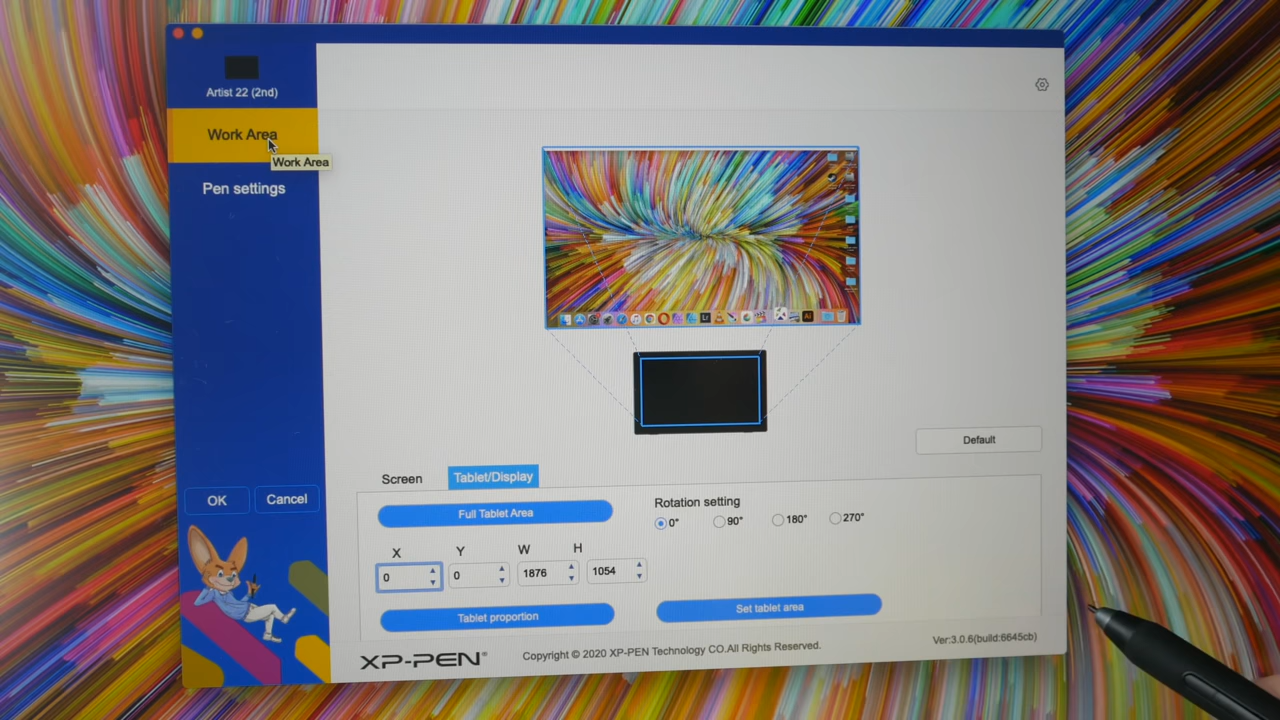 Artist 22 (2nd)
Work Area
Work Area
Pen settings
OK
Cancel
Default
Screen
Tablet/Display
Full Tablet Area
Rotation setting
0°
90°
180°
270°
X
Y
W
H
0
0
1876
1054
Tablet proportion
Set tablet area
XP-PEN®
Copyright © 2020 XP-PEN Technology CO.All Rights Reserved.
Ver:3.0.6(build:6645cb)
Lr
Ai